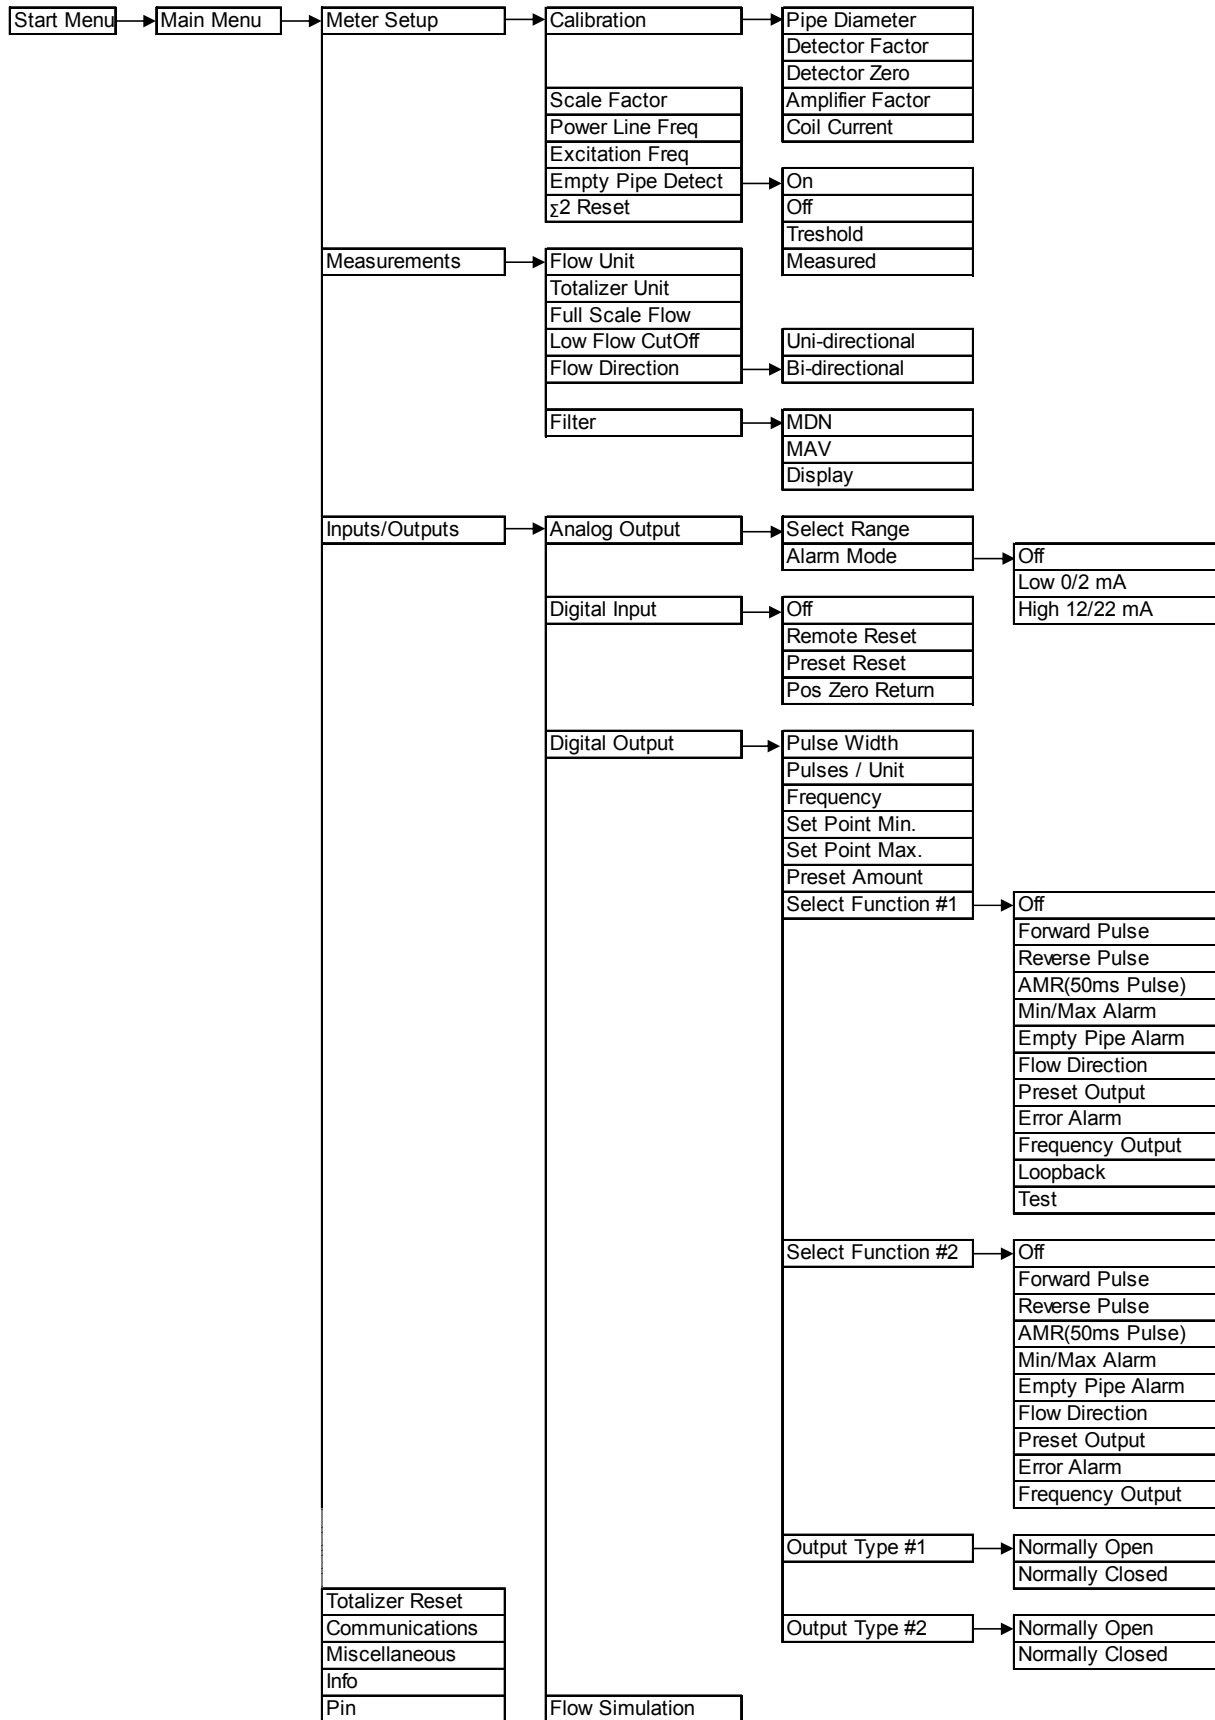 Start Menu
Main Menu
Meter Setup
Calibration
Pipe Diameter
Detector Factor
Detector Zero
Amplifier Factor
Coil Current
Scale Factor
Power Line Freq
Excitation Freq
Empty Pipe Detect
On
Off
Treshold
Measured
Σ2 Reset
Measurements
Flow Unit
Totalizer Unit
Full Scale Flow
Low Flow CutOff
Flow Direction
Uni-directional
Bi-directional
Filter
MDN
MAV
Display
Inputs/Outputs
Analog Output
Select Range
Alarm Mode
Off
Low 0/2 mA
High 12/22 mA
Digital Input
Off
Remote Reset
Preset Reset
Pos Zero Return
Digital Output
Pulse Width
Pulses / Unit
Frequency
Set Point Min.
Set Point Max.
Preset Amount
Select Function #1
Off
Forward Pulse
Reverse Pulse
AMR(50ms Pulse)
Min/Max Alarm
Empty Pipe Alarm
Flow Direction
Preset Output
Error Alarm
Frequency Output
Loopback
Test
Select Function #2
Off
Forward Pulse
Reverse Pulse
AMR(50ms Pulse)
Min/Max Alarm
Empty Pipe Alarm
Flow Direction
Preset Output
Error Alarm
Frequency Output
Output Type #1
Normally Open
Normally Closed
Output Type #2
Normally Open
Normally Closed
Flow Simulation
Totalizer Reset
Communications
Miscellaneous
Info
Pin